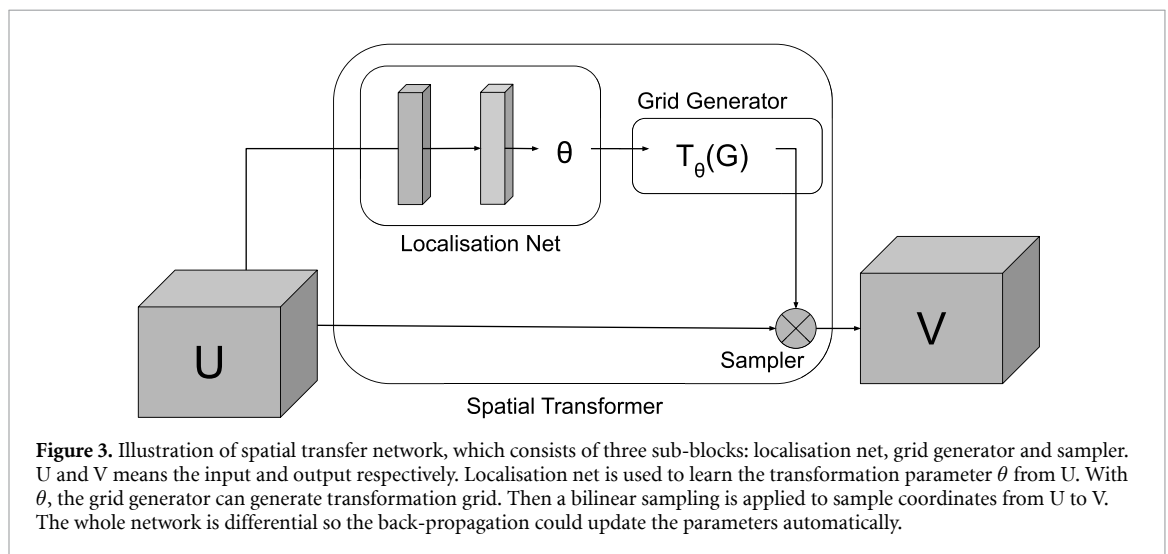 Grid Generator
θ
Tθ(G)
Localisation Net
U
V
Sampler
Spatial Transformer
Figure 3. Illustration of spatial transfer network, which consists of three sub-blocks: localisation net, grid generator and sampler.
U and V means the input and output respectively. Localisation net is used to learn the transformation parameter θ from U. With
θ, the grid generator can generate transformation grid. Then a bilinear sampling is applied to sample coordinates from U to V.
The whole network is differential so the back-propagation could update the parameters automatically.